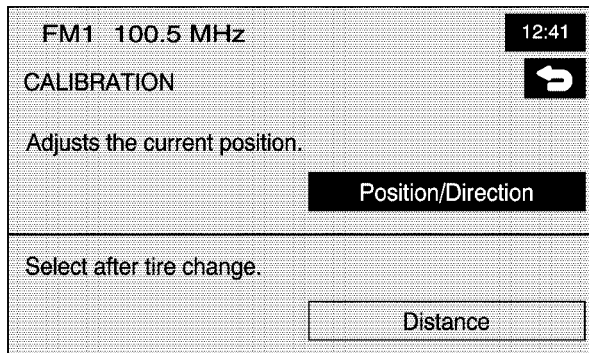 FM1 100.5 MHz 12:41
CALIBRATION
Adjusts the current position.
Position/Direction
Select after tire change.
Distance